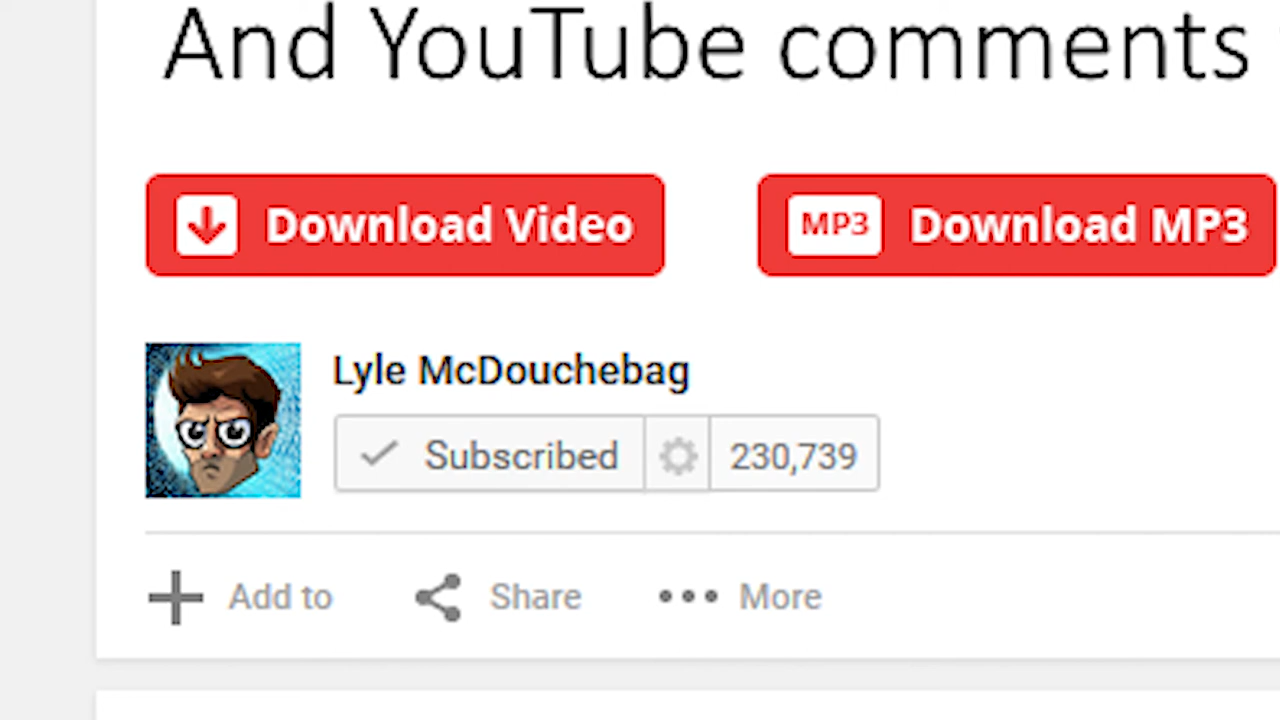 And YouTube comments
Download Video
MP3 Download MP3
Lyle McDouchebag
Subscribed 230,739
Add to Share More